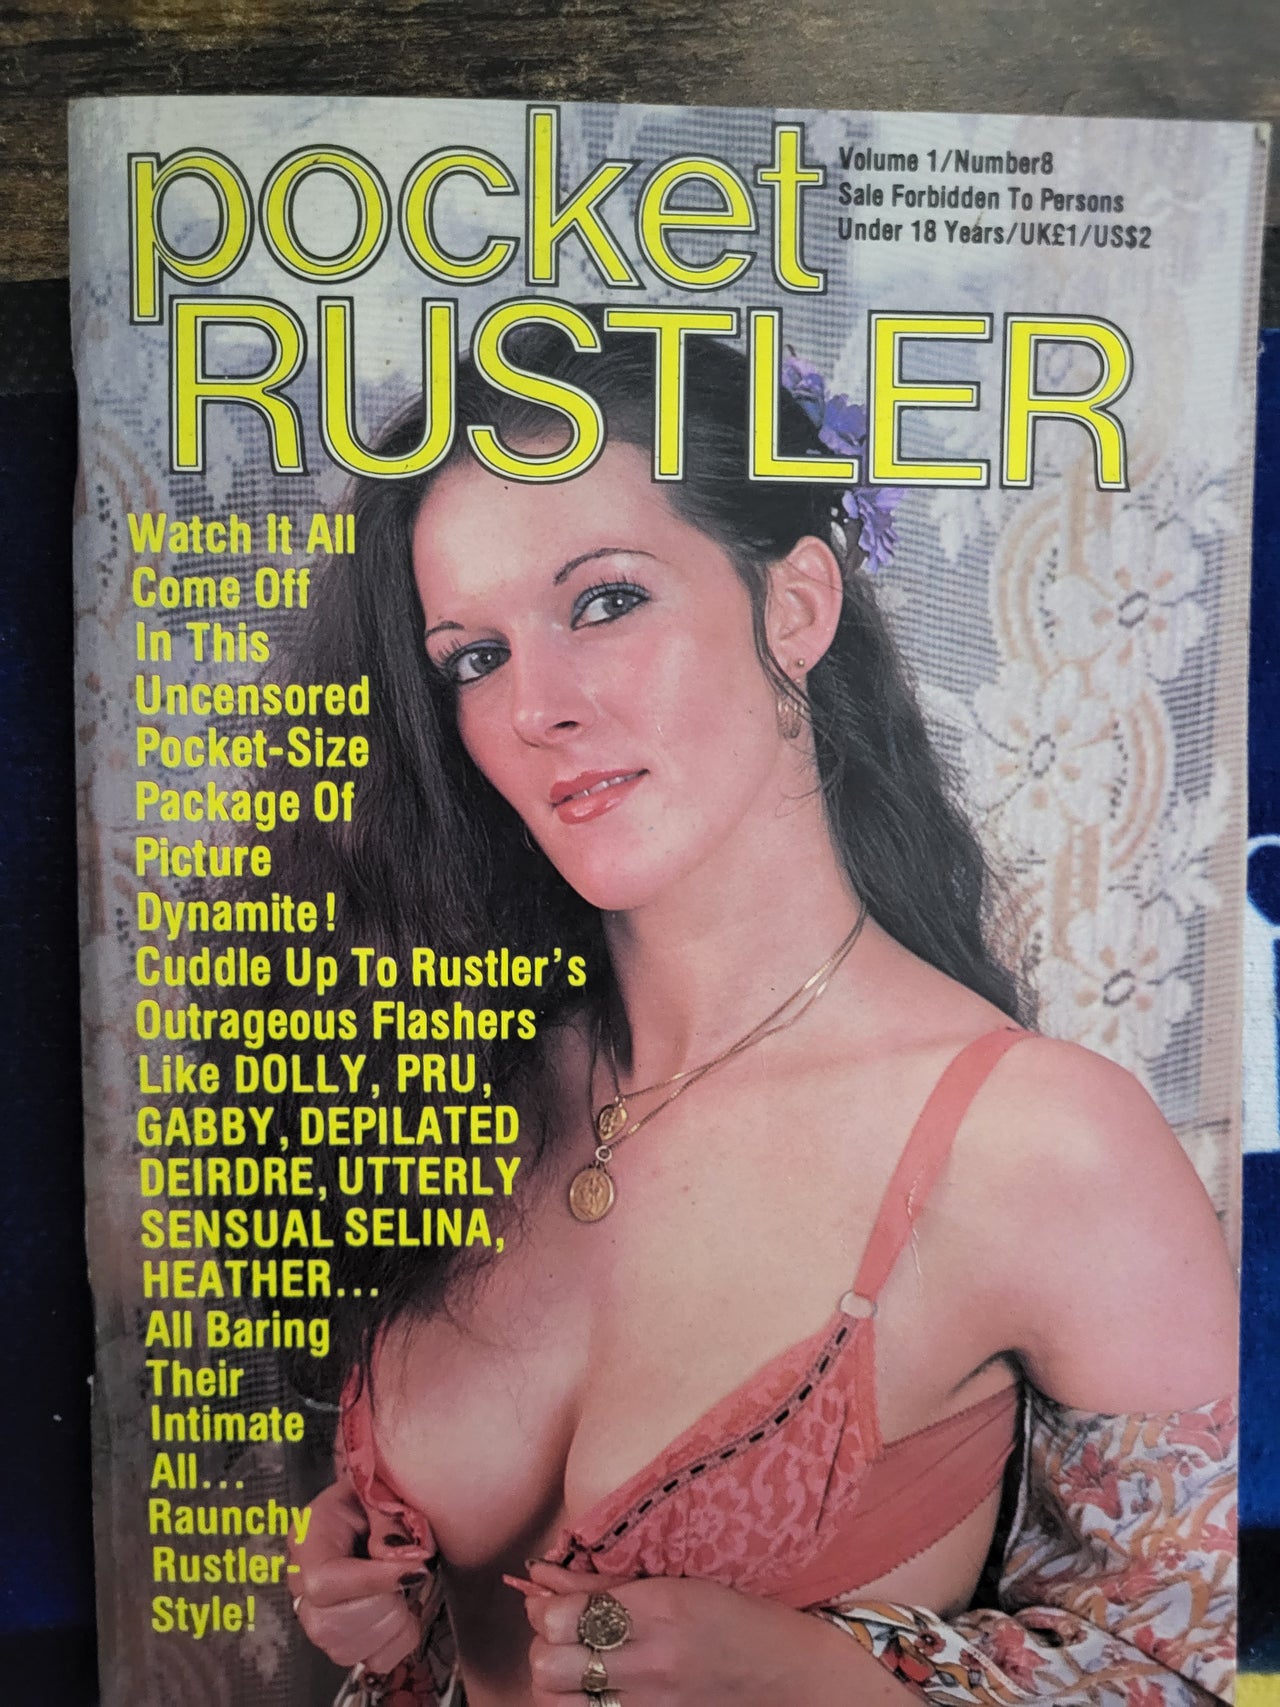 pocket
RUSTLER
Volume 1/Number8
Sale Forbidden To Persons
Under 18 Years/UK£1/US$2
Watch It All
Come Off
In This
Uncensored
Pocket-Size
Package Of
Picture
Dynamite!
Cuddle Up To Rustler's
Outrageous Flashers
Like DOLLY, PRU,
GABBY, DEPILATED
DEIRDRE, UTTERLY
SENSUAL SELINA,
HEATHER...
All Baring
Their
Intimate
All...
Raunchy
Rustler-
Style!